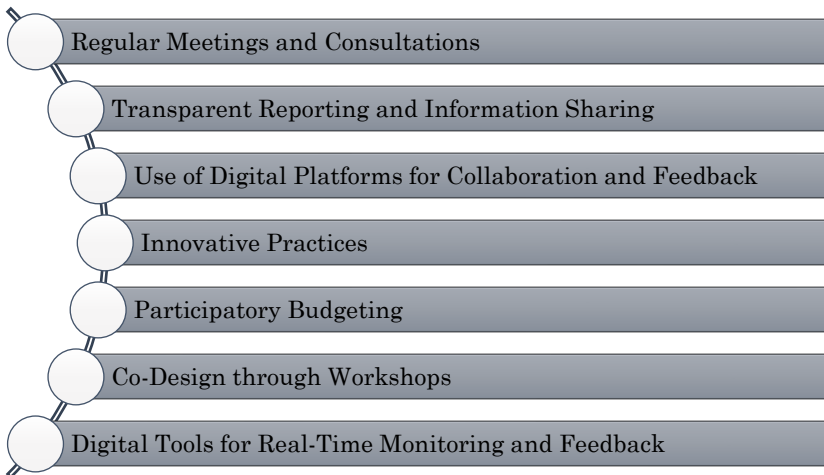 Regular Meetings and Consultations
Transparent Reporting and Information Sharing
Use of Digital Platforms for Collaboration and Feedback
Innovative Practices
Participatory Budgeting
Co-Design through Workshops
Digital Tools for Real-Time Monitoring and Feedback